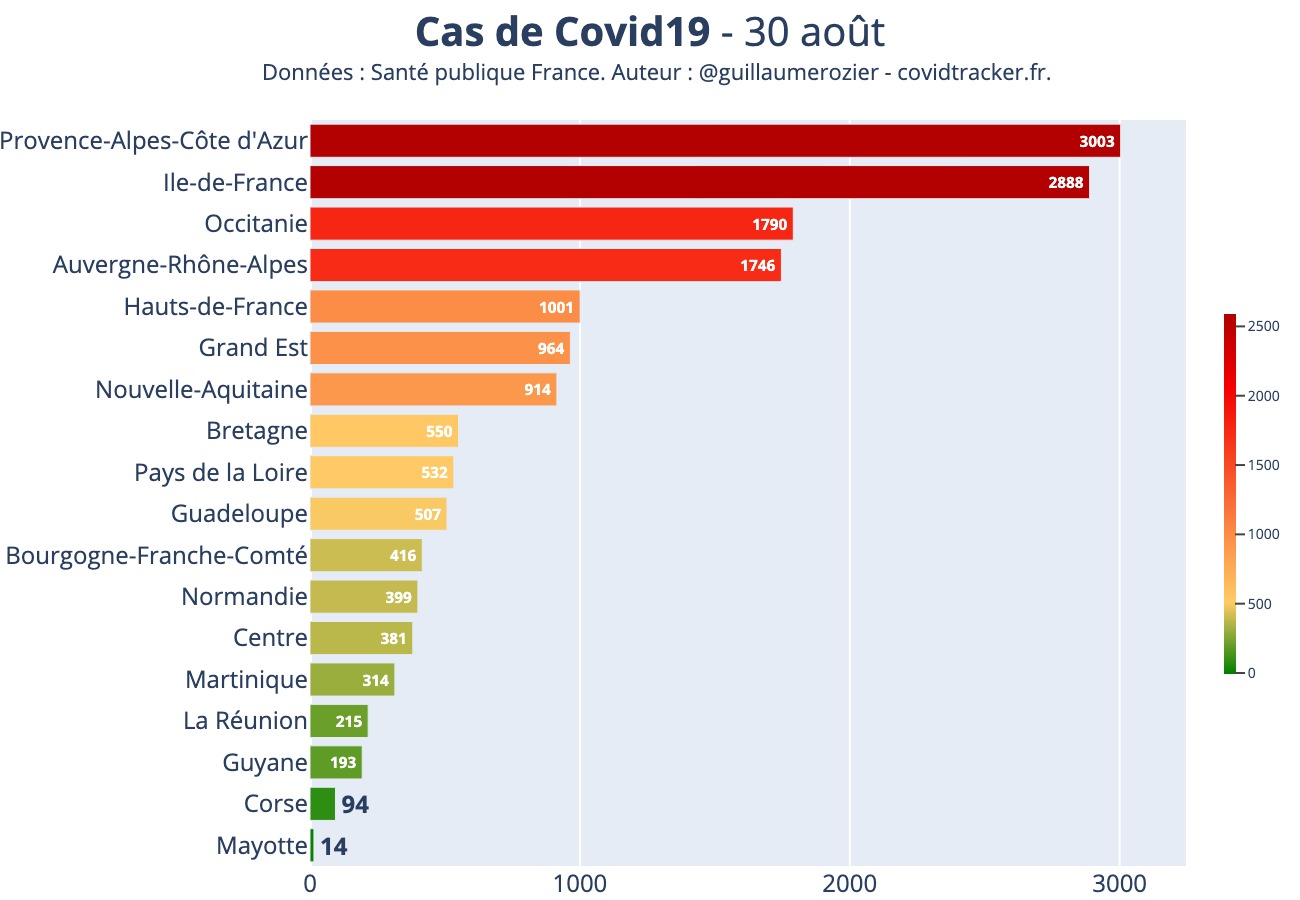 Cas de Covid19 - 30 août
Données : Santé publique France. Auteur : @guillaumerozier - covidtracker.fr.
Provence-Alpes-Côte d'Azur 3003
Ile-de-France 2888
Occitanie 1790
Auvergne-Rhône-Alpes 1746
Hauts-de-France 1001
Grand Est 964
Nouvelle-Aquitaine 914
Bretagne 550
Pays de la Loire 532
Guadeloupe 507
Bourgogne-Franche-Comté 416
Normandie 399
Centre 381
Martinique 314
La Réunion 215
Guyane 193
Corse 94
Mayotte 14
0 1000 2000 3000
2500
2000
1500
1000
500
0